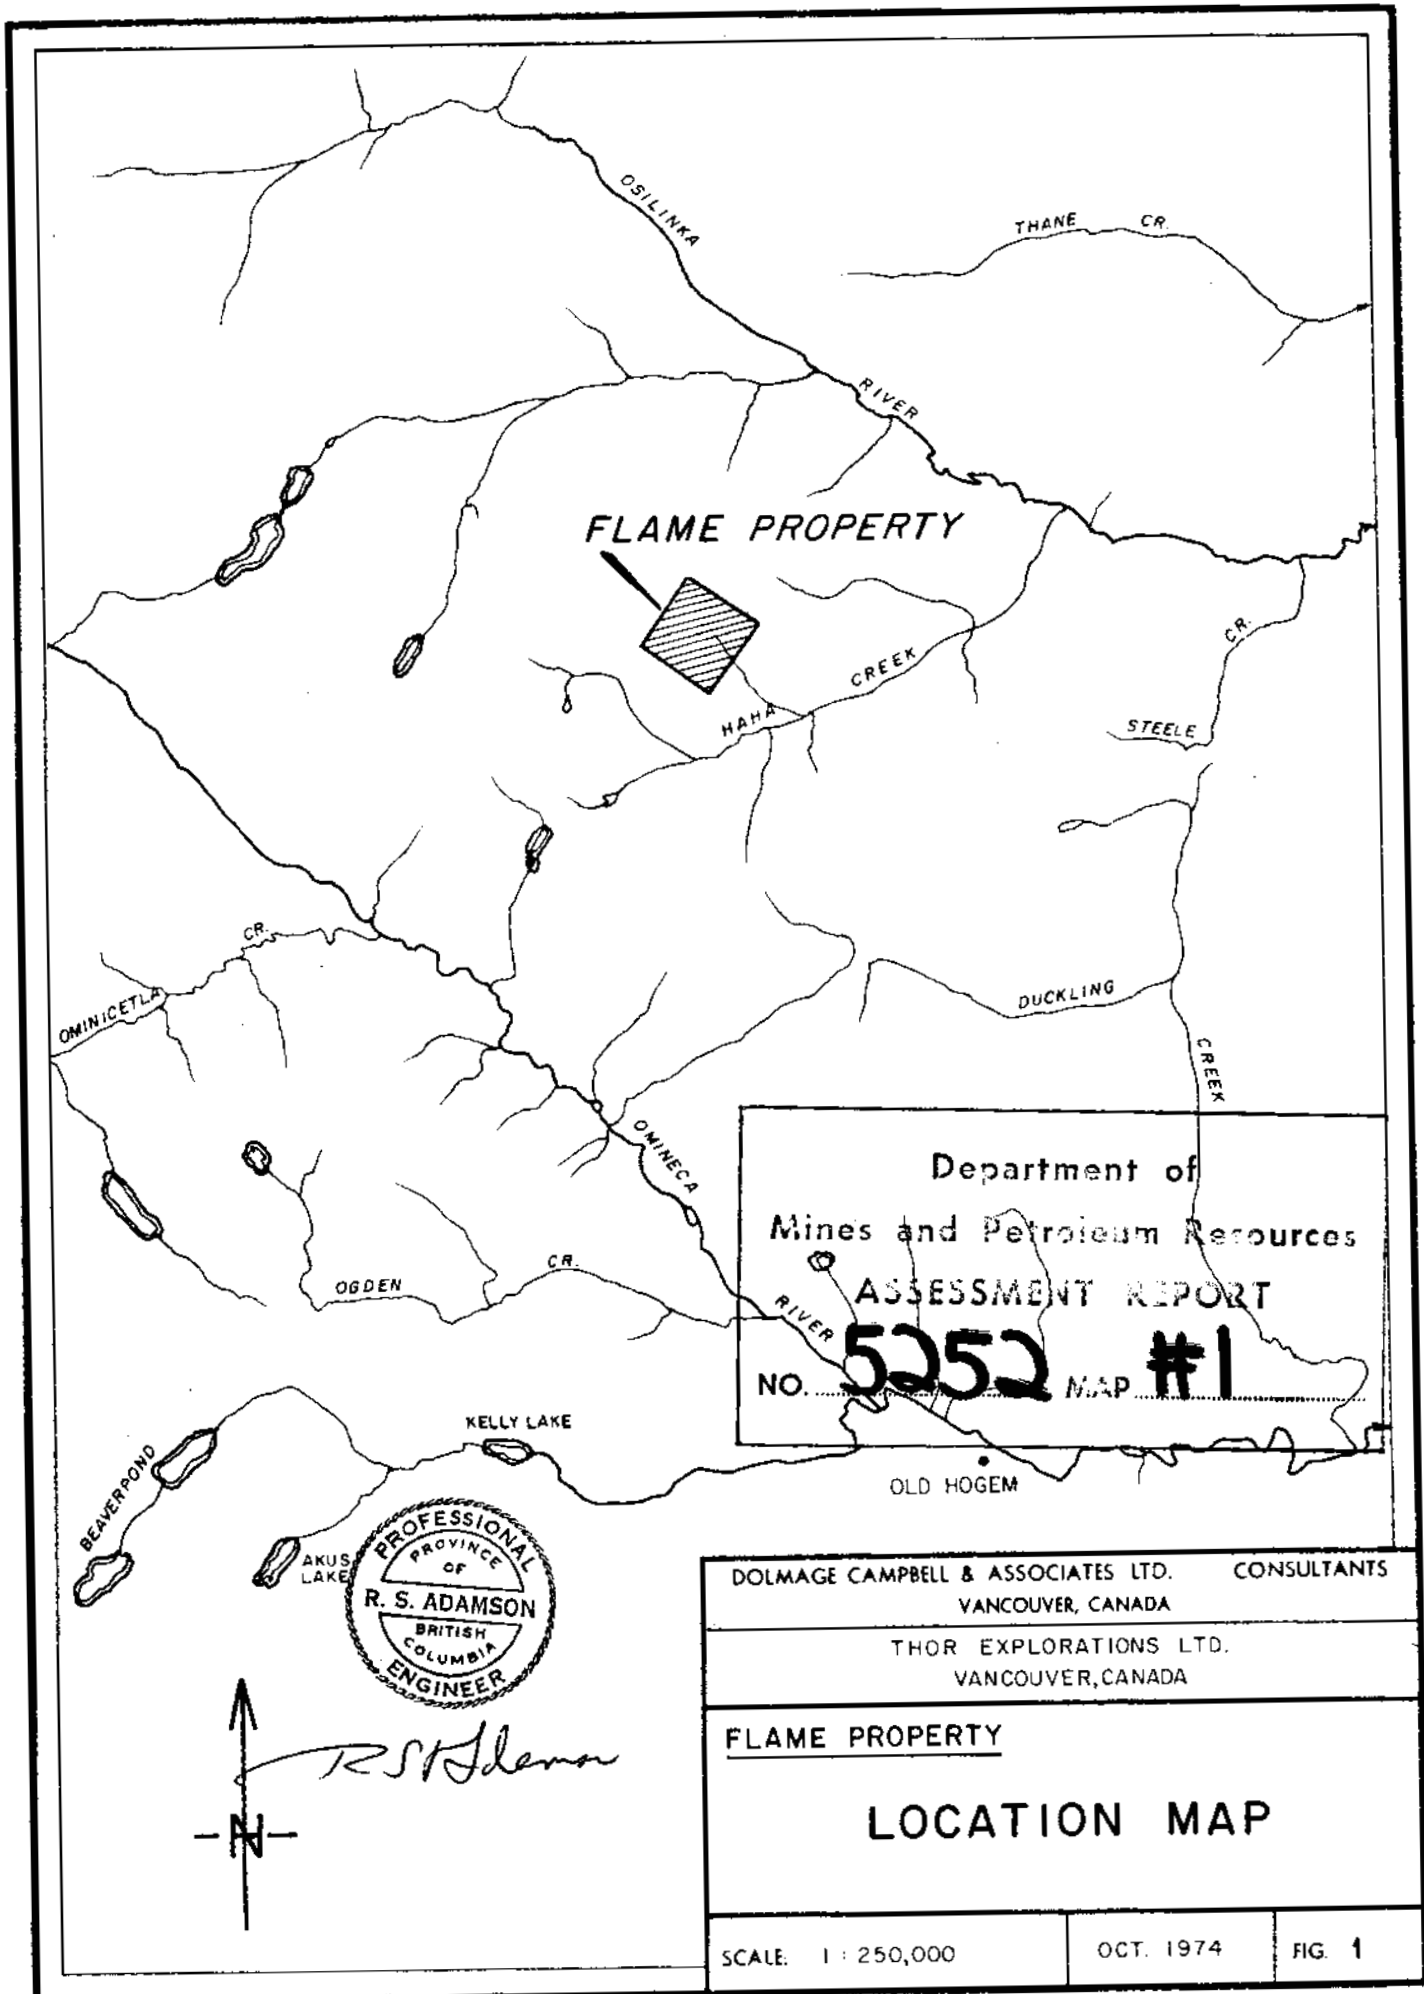 OSILINKA
THANE CR.
RIVER
FLAME PROPERTY
CR.
CREEK
HAHA
STEELE
CR.
OMINICETLA
DUCKLING
CREEK
OMINECA
Department of
Mines and Petroleum Resources
ASSESSMENT REPORT
NO. 5252 MAP #1
CR.
OGDEN
RIVER
KELLY LAKE
BEAVERPOND
OLD HOGEM
AKUS
LAKE
PROFESSIONAL
PROVINCE
OF
R. S. ADAMSON
BRITISH
COLUMBIA
ENGINEER
RSAdamson
N
DOLMAGE CAMPBELL & ASSOCIATES LTD. CONSULTANTS
VANCOUVER, CANADA
THOR EXPLORATIONS LTD.
VANCOUVER, CANADA
FLAME PROPERTY
LOCATION MAP
SCALE: 1 : 250,000
OCT. 1974
FIG. 1